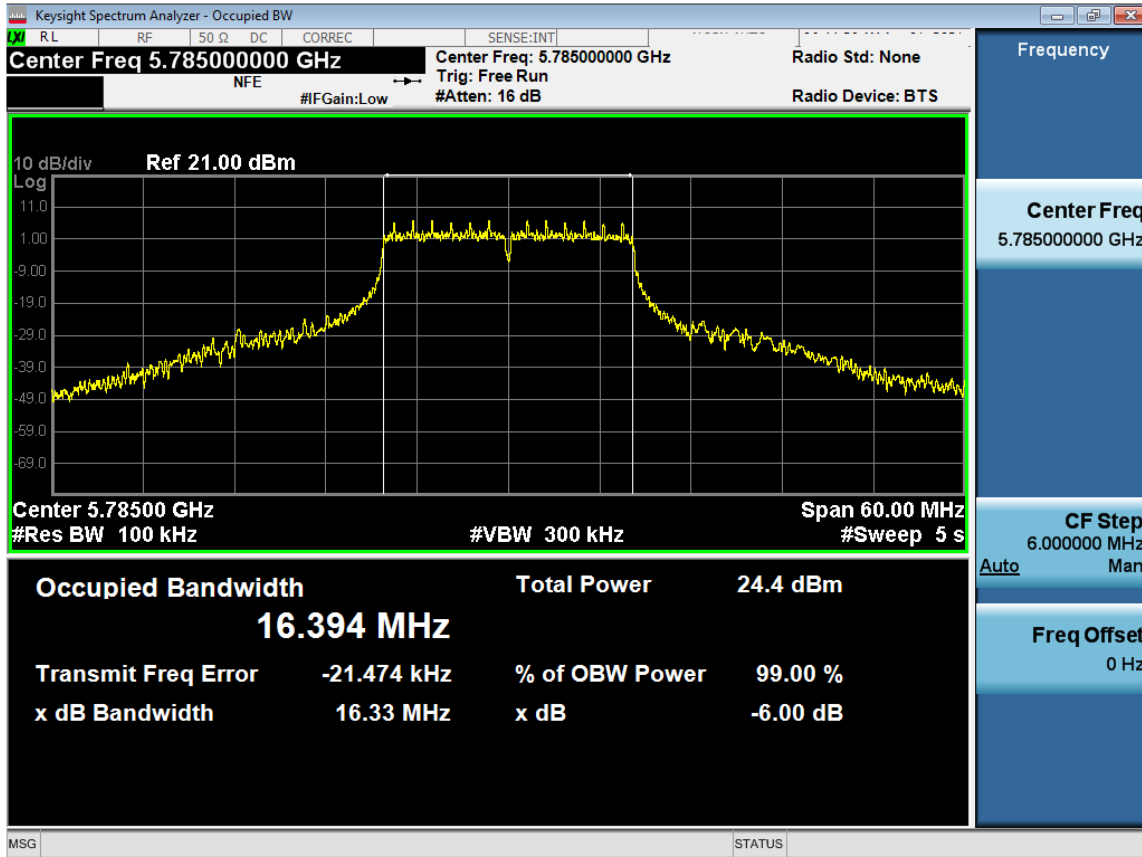 Keysight Spectrum Analyzer - Occupied BW
LXI RL RF 50 Ω DC CORREC SENSE:INT
Center Freq 5.785000000 GHz
NFE
#IFGain:Low
Center Freq: 5.785000000 GHz
Trig: Free Run
#Atten: 16 dB
Radio Std: None
Radio Device: BTS
10 dB/div Ref 21.00 dBm
Log
11.0
1.00
-9.00
-19.0
-29.0
-39.0
-49.0
-59.0
-69.0
Center 5.78500 GHz Span 60.00 MHz
#Res BW 100 kHz #VBW 300 kHz #Sweep 5 s
Occupied Bandwidth Total Power 24.4 dBm
16.394 MHz
Transmit Freq Error -21.474 kHz % of OBW Power 99.00 %
x dB Bandwidth 16.33 MHz x dB -6.00 dB
Frequency
Center Freq
5.785000000 GHz
CF Step
6.000000 MHz
Auto Man
Freq Offset
0 Hz
MSG STATUS